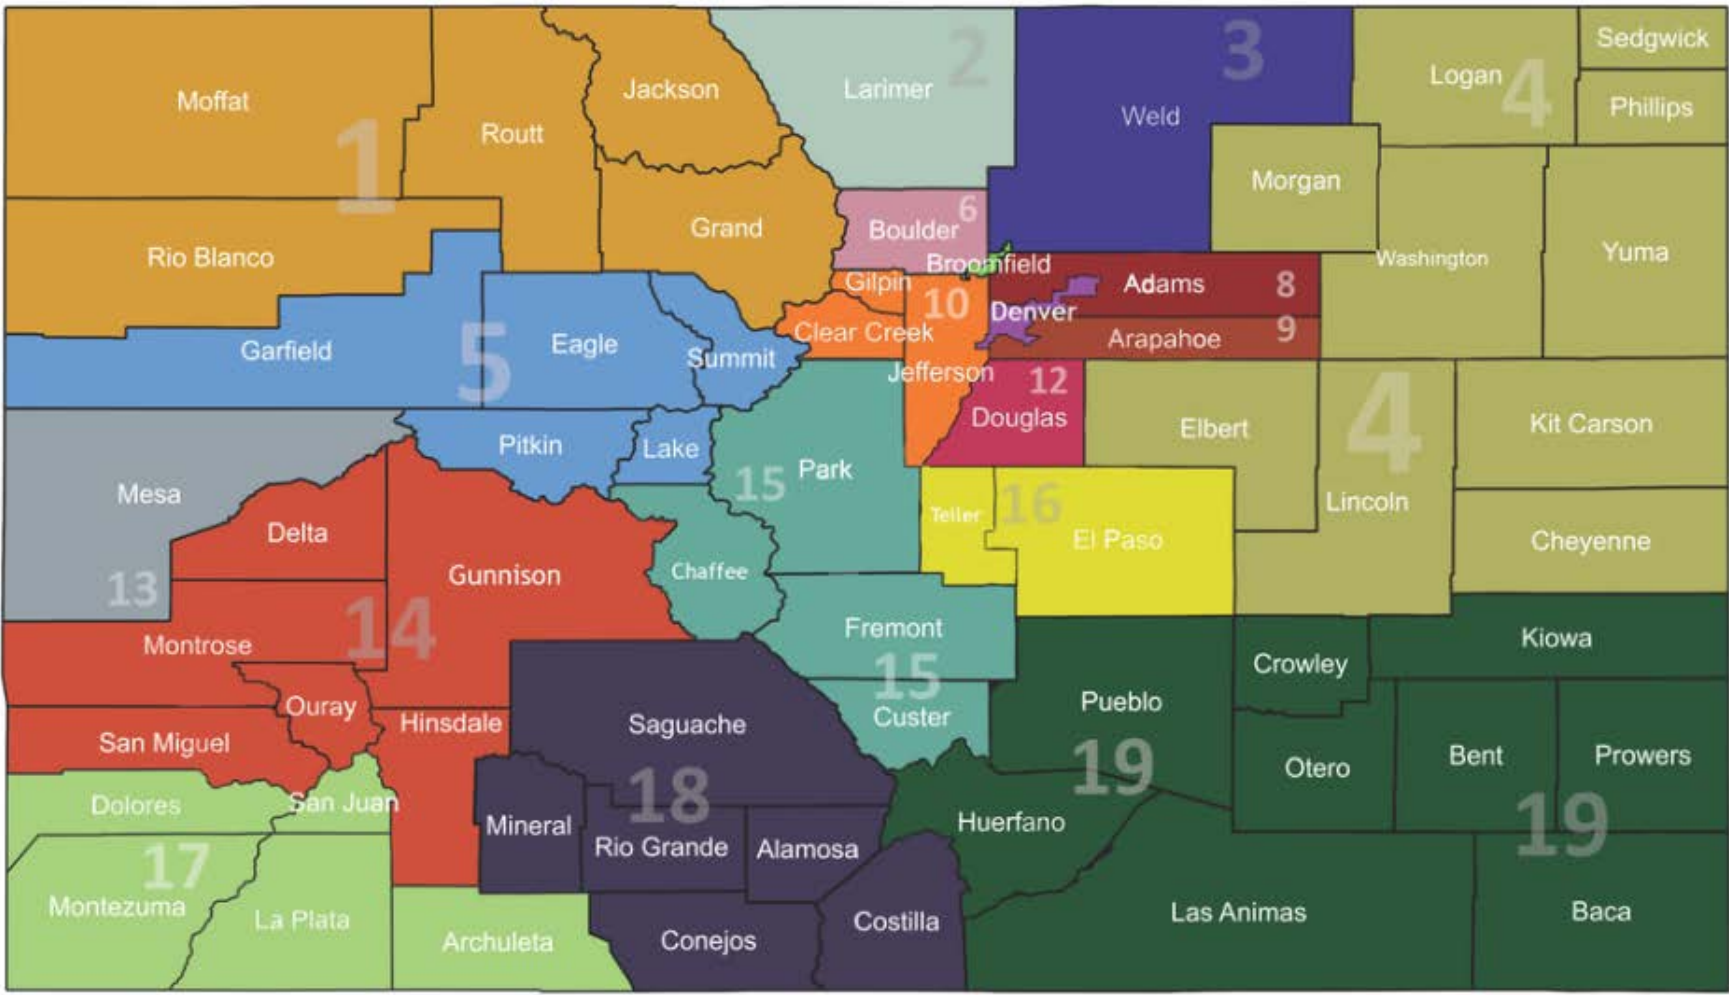 Sedgwick
2
3
Logan
4
Jackson
Larimer
Moffat
Phillips
Weld
Routt
1
Morgan
6
Grand
Boulder
Rio Blanco
Washington
Yuma
Broomfield
Gilpin
Adams
8
10
Denver
Clear Creek
Arapahoe
9
Garfield
5
Eagle
Summit
Jefferson
12
Douglas
4
Elbert
Kit Carson
Pitkin
Lake
Park
15
Mesa
Lincoln
Teller
16
Delta
El Paso
Cheyenne
Gunnison
Chaffee
13
14
Montrose
Fremont
Kiowa
Crowley
15
Ouray
Hinsdale
Saguache
Custer
Pueblo
San Miguel
Bent
Prowers
Otero
19
18
Dolores
San Juan
Mineral
Huerfano
19
Rio Grande
Alamosa
17
Montezuma
La Plata
Costilla
Las Animas
Baca
Archuleta
Conejos